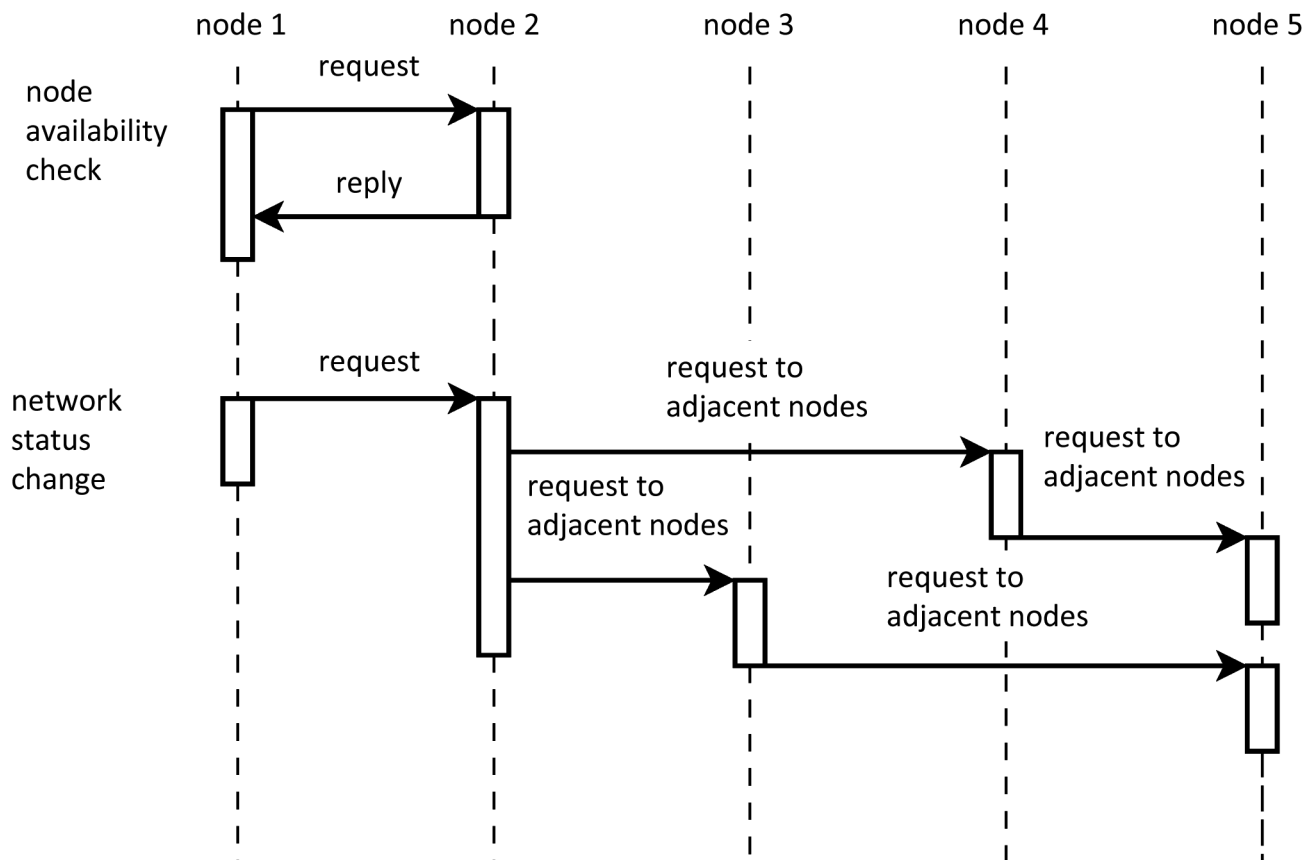 node 1
node 2
node 3
node 4
node 5
node
availability
check
request
reply
network
status
change
request
request to
adjacent nodes
request to
adjacent nodes
request to
adjacent nodes
request to
adjacent nodes